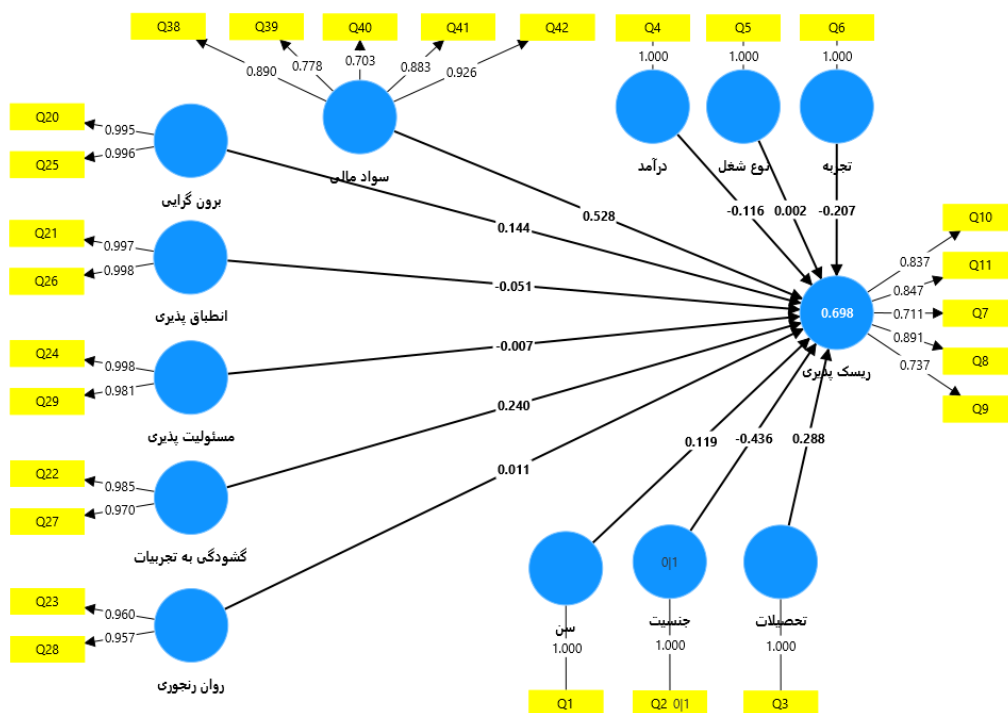 Q38
Q39
Q40
Q41
Q42
Q4
Q5
Q6
0.890
0.778
0.703
0.883
0.926
1.000
1.000
1.000
Q20
0.995
Q25
0.996
برون گرایی
سواد مالی
درآمد
نوع شغل
تجربه
0.144
0.528
-0.116
0.002
-0.207
Q21
0.997
Q26
0.998
انطباق پذیری
-0.051
0.698
ریسک پذیری
Q10
0.837
Q11
0.847
Q7
0.711
Q8
0.891
Q9
0.737
Q24
0.998
Q29
0.981
مسئولیت پذیری
-0.007
Q22
0.985
Q27
0.970
گشودگی به تجربیات
0.240
Q23
0.960
Q28
0.957
روان رنجوری
0.011
0.119
-0.436
0.288
0|1
سن
جنسیت
تحصیلات
1.000
1.000
1.000
Q1
Q2 0|1
Q3